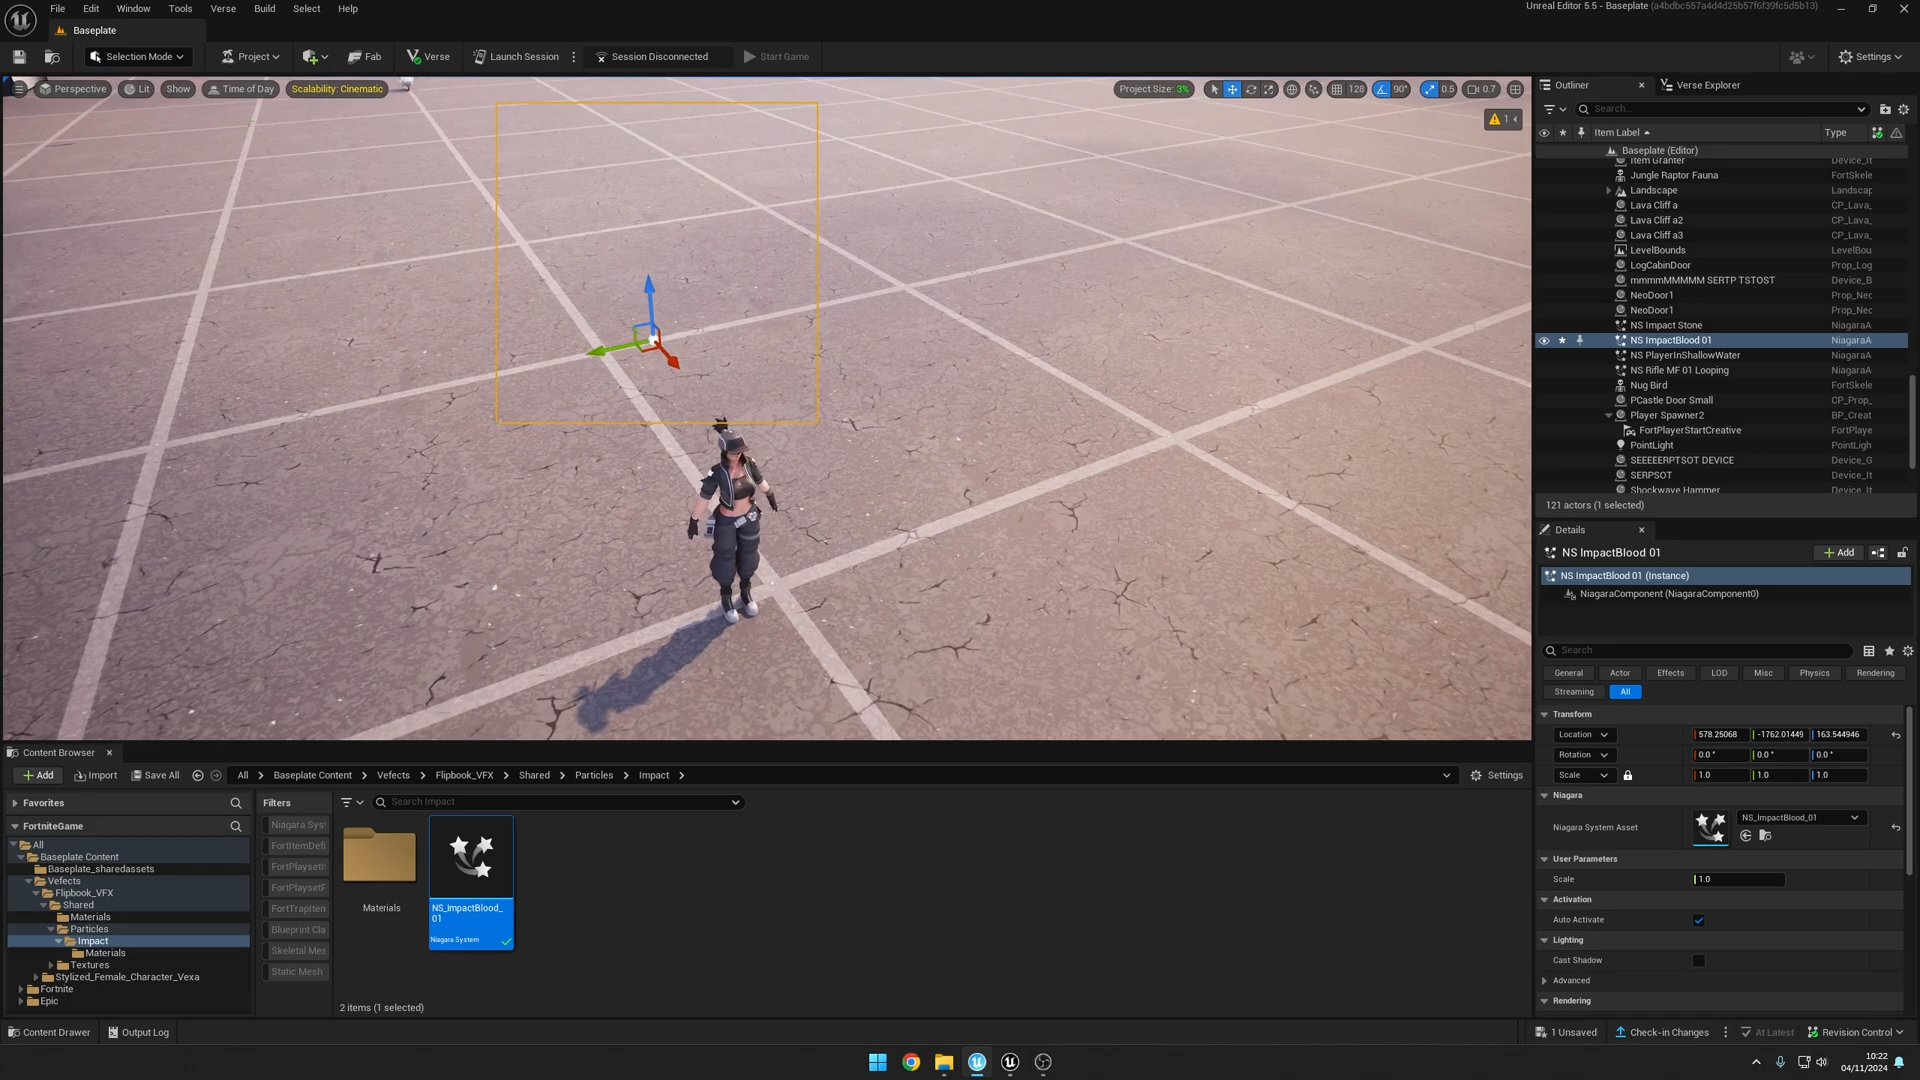 File Edit Window Tools Verse Build Select Help
Unreal Editor 5.5 - Baseplate (a4bdbc557a4d4d25b57f6f39fc5d5b13)
Baseplate
Selection Mode
Project
Fab
Verse
Launch Session
Session Disconnected
Start Game
Settings
Perspective
Lit
Show
Time of Day
Scalability: Cinematic
Project Size: 3%
128
90°
0.5
0.7
1
Outliner
Verse Explorer
Search...
Item Label
Type
Baseplate (Editor)
Item Granter Device_It
Jungle Raptor Fauna FortSkele
Landscape Landscap
Lava Cliff a CP_Lava_
Lava Cliff a2 CP_Lava_
Lava Cliff a3 CP_Lava_
LevelBounds LevelBou
LogCabinDoor Prop_Log
mmmMMMMM SERTP TSTOST Device_B
NeoDoor1 Prop_Nec
NeoDoor1 Prop_Nec
NS Impact Stone NiagaraA
NS ImpactBlood 01 NiagaraA
NS PlayerInShallowWater NiagaraA
NS Rifle MF 01 Looping NiagaraA
Nug Bird FortSkele
PCastle Door Small CP_Prop_
Player Spawner2 BP_Creat
FortPlayerStartCreative FortPlaye
PointLight PointLigh
SEEEEERPTSOT DEVICE Device_G
SERPSOT Device_It
Shockwave Hammer Device_It
121 actors (1 selected)
Details
NS ImpactBlood 01
Add
NS ImpactBlood 01 (Instance)
NiagaraComponent (NiagaraComponent0)
Search
General Actor Effects LOD Misc Physics Rendering
Streaming All
Transform
Location 578.25068 -1762.01449 163.544946
Rotation 0.0 ° 0.0 ° 0.0 °
Scale 1.0 1.0 1.0
Niagara
Niagara System Asset
NS_ImpactBlood_01
User Parameters
Scale 1.0
Activation
Auto Activate
Lighting
Cast Shadow
Advanced
Rendering
Content Browser
Add
Import
Save All
All > Baseplate Content > Vefects > Flipbook_VFX > Shared > Particles > Impact >
Settings
Favorites
FortniteGame
All
Baseplate Content
Baseplate_sharedassets
Vefects
Flipbook_VFX
Shared
Materials
Particles
Impact
Materials
Textures
Stylized_Female_Character_Vexa
Fortnite
Epic
Filters
Niagara Sys
FortItemDefi
FortPlaysetI
FortPlaysetF
FortTrapIten
Blueprint Cla
Skeletal Mes
Static Mesh
Search Impact
Materials
NS_ImpactBlood_
01
Niagara System
2 items (1 selected)
Content Drawer
Output Log
1 Unsaved
Check-in Changes
At Latest
Revision Control
10:22
04/11/2024